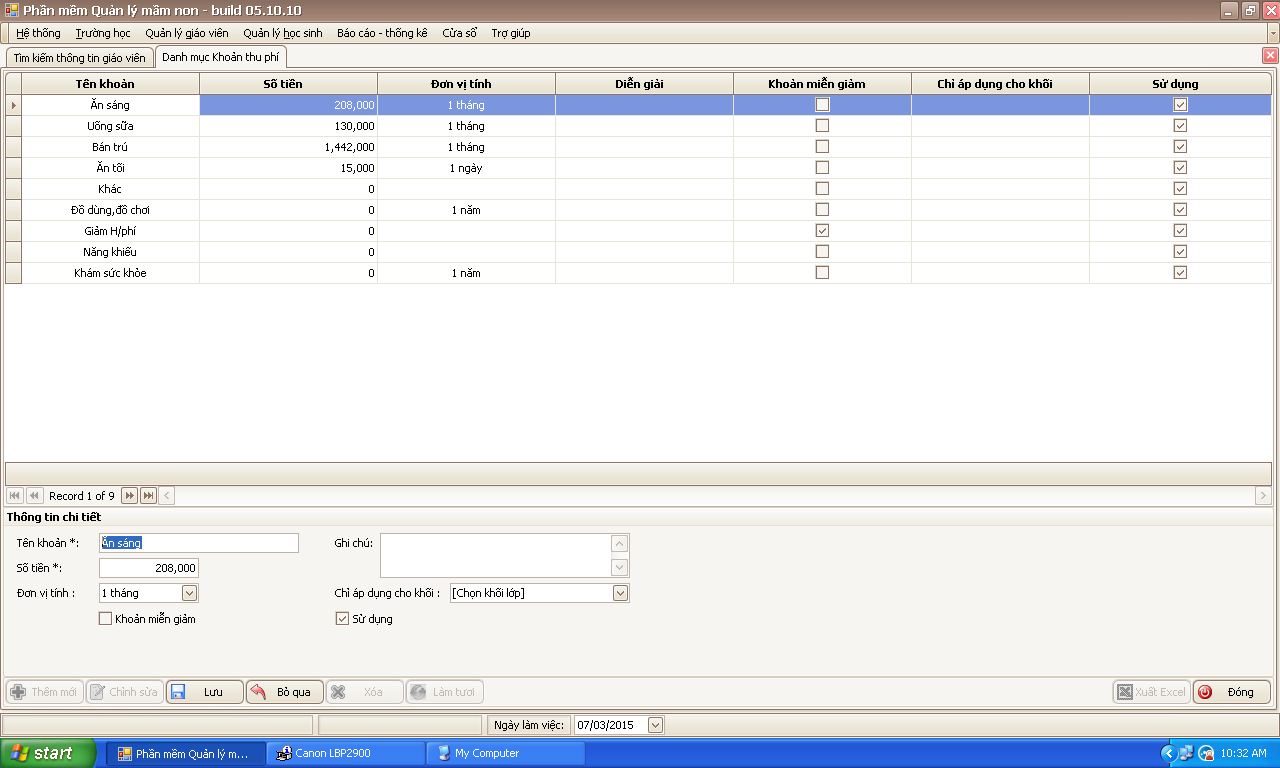 Phần mềm Quản lý mầm non - build 05.10.10
Hệ thống Trường học Quản lý giáo viên Quản lý học sinh Báo cáo - thống kê Cửa sổ Trợ giúp
Tìm kiếm thông tin giáo viên Danh mục Khoản thu phí
Tên khoản Số tiền Đơn vị tính Diễn giải Khoản miễn giảm Chỉ áp dụng cho khối Sử dụng
Ăn sáng 208,000 1 tháng
Uống sữa 130,000 1 tháng
Bán trú 1,442,000 1 tháng
Ăn tối 15,000 1 ngày
Khác 0
Đồ dùng,đồ chơi 0 1 năm
Giảm H/phí 0
Năng khiếu 0
Khám sức khỏe 0 1 năm
Record 1 of 9
Thông tin chi tiết
Tên khoản *: Ăn sáng Ghi chú:
Số tiền *: 208,000
Đơn vị tính : 1 tháng Chỉ áp dụng cho khối : [Chọn khối lớp]
Khoản miễn giảm Sử dụng
Thêm mới Chỉnh sửa Lưu Bỏ qua Xóa Làm tươi Xuất Excel Đóng
Ngày làm việc: 07/03/2015
start Phần mềm Quản lý m... Canon LBP2900 My Computer 10:32 AM